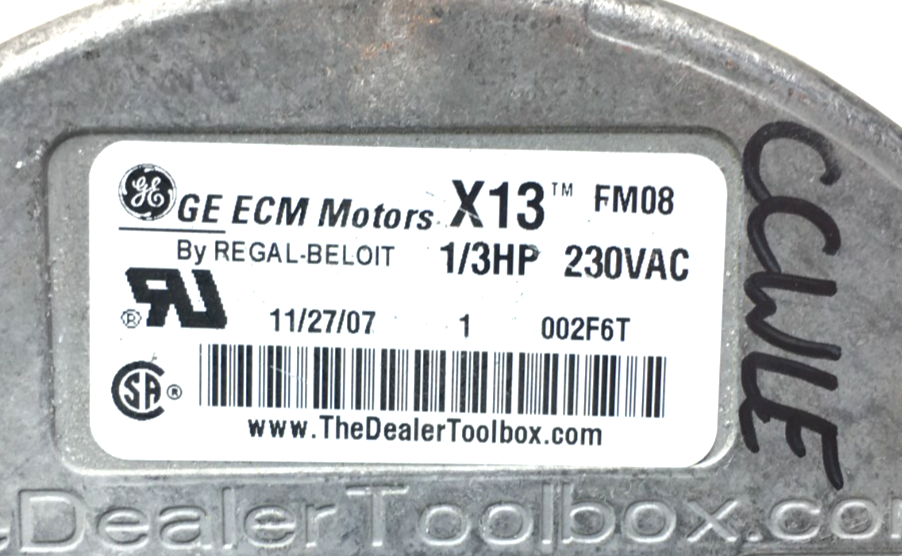 GE ECM Motors X13™ FM08
By REGAL-BELOIT 1/3HP 230VAC
11/27/07 1 002F6T
www.TheDealerToolbox.com
DealerToolbox.co
CCWLE